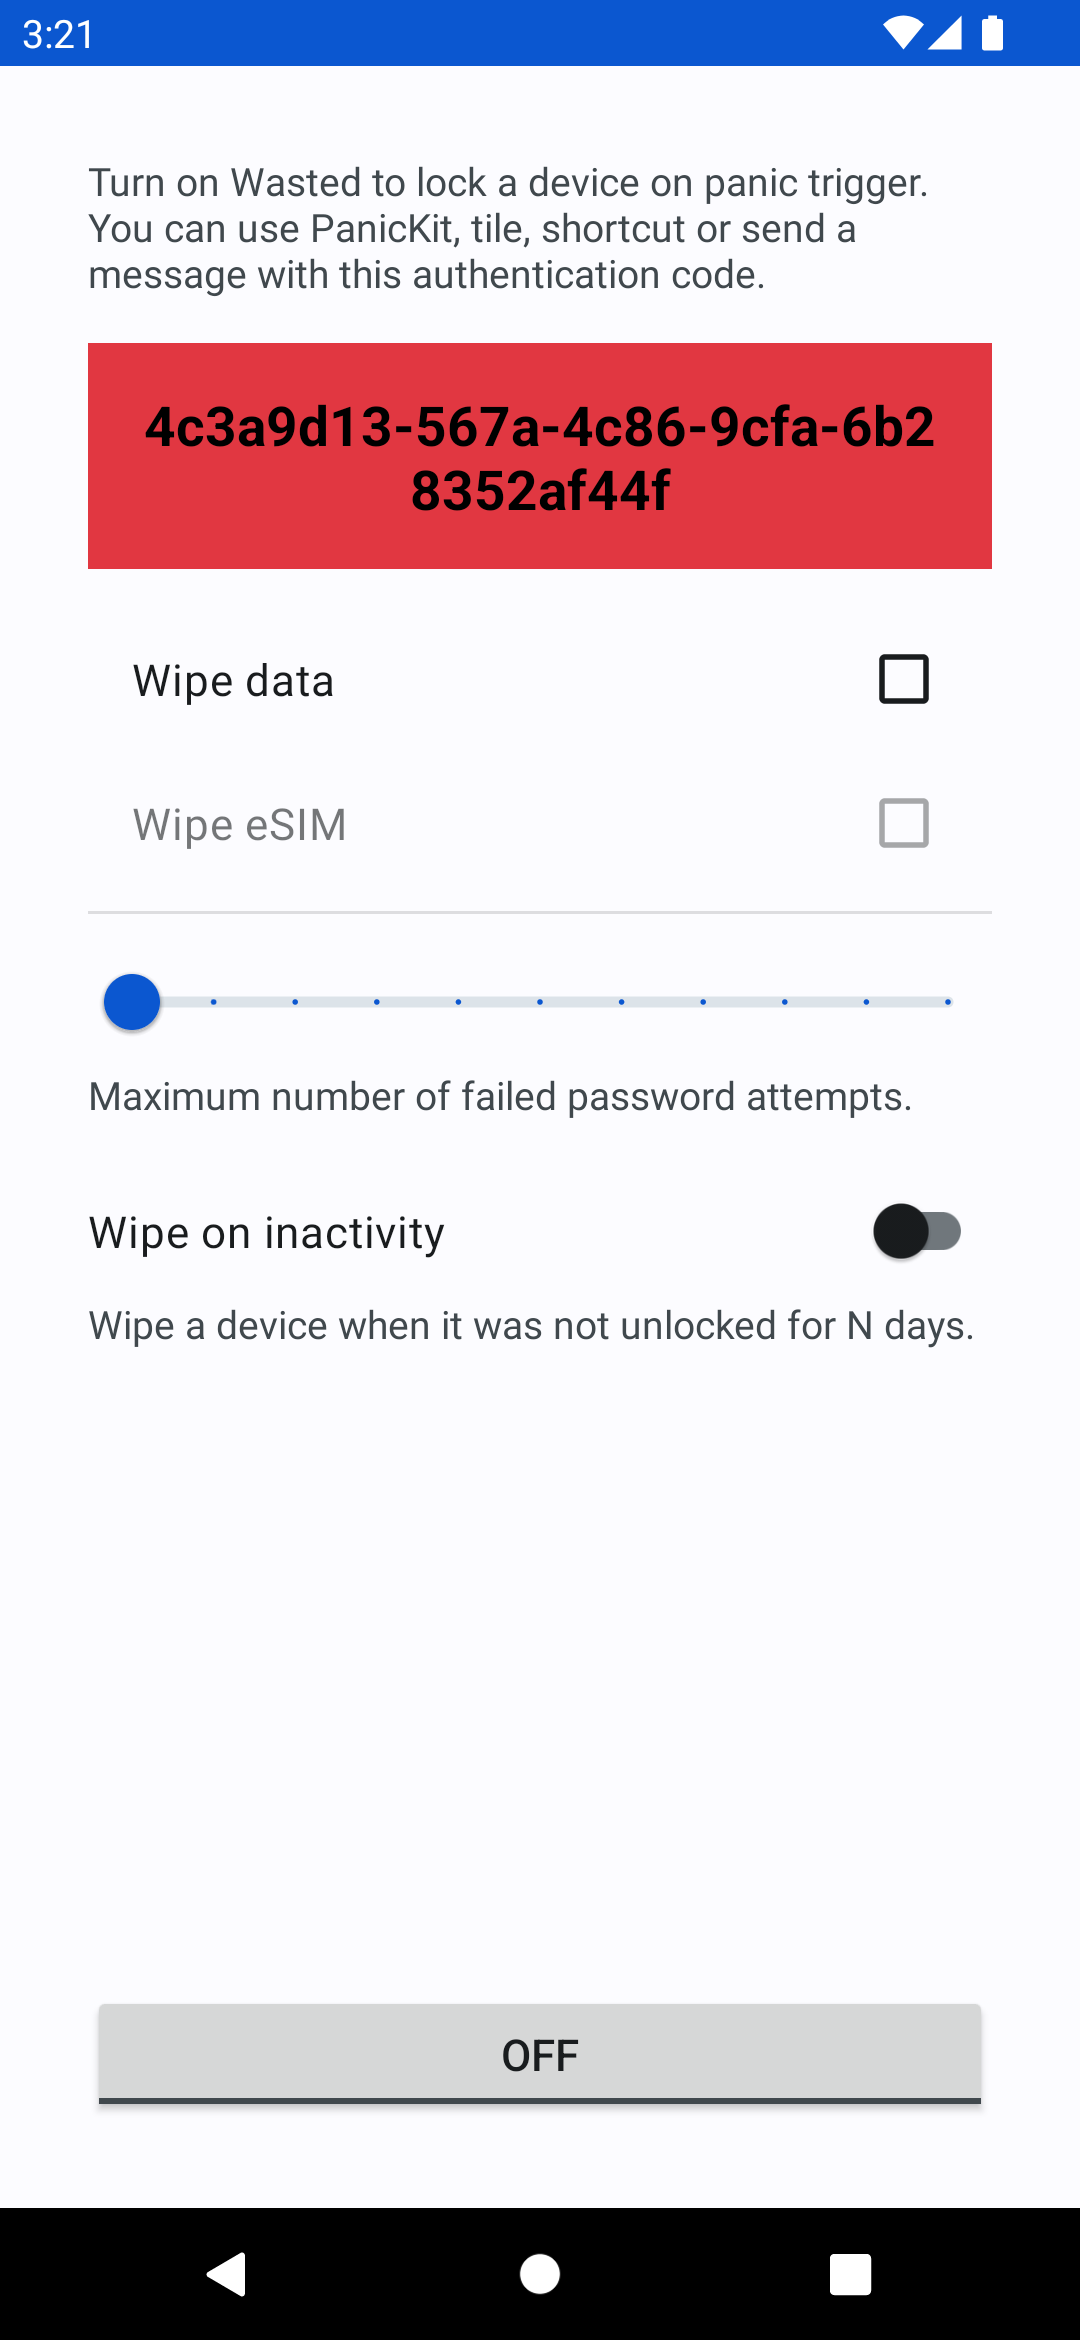 3:21
Turn on Wasted to lock a device on panic trigger.
You can use PanicKit, tile, shortcut or send a
message with this authentication code.
4c3a9d13-567a-4c86-9cfa-6b2
8352af44f
Wipe data
Wipe eSIM
Maximum number of failed password attempts.
Wipe on inactivity
Wipe a device when it was not unlocked for N days.
OFF